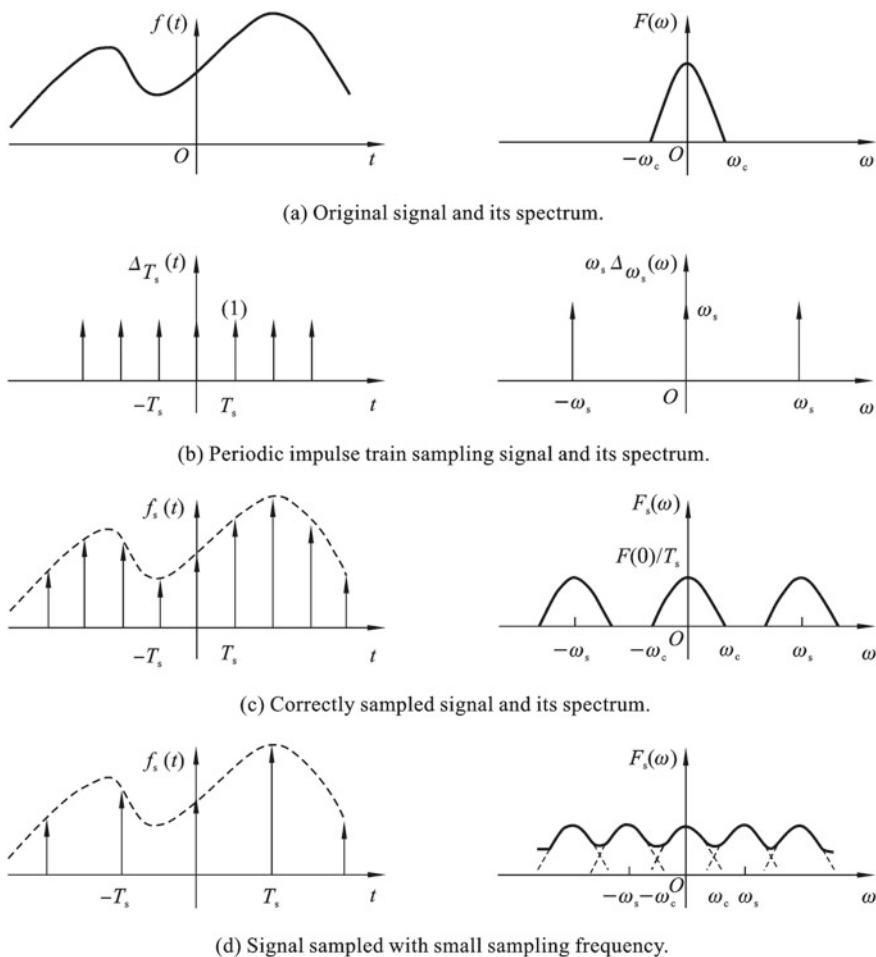 f(t)
F(ω)
O
t
−ω_c
O
ω_c
ω
(a) Original signal and its spectrum.
Δ_{T_s}(t)
ω_s Δ_{ω_s}(ω)
(1)
ω_s
−T_s
T_s
t
−ω_s
O
ω_s
ω
(b) Periodic impulse train sampling signal and its spectrum.
f_s(t)
F_s(ω)
F(0)/T_s
−T_s
T_s
t
−ω_s
−ω_c
O
ω_c
ω_s
ω
(c) Correctly sampled signal and its spectrum.
f_s(t)
F_s(ω)
−T_s
T_s
t
−ω_s
−ω_c
O
ω_c
ω_s
ω
(d) Signal sampled with small sampling frequency.